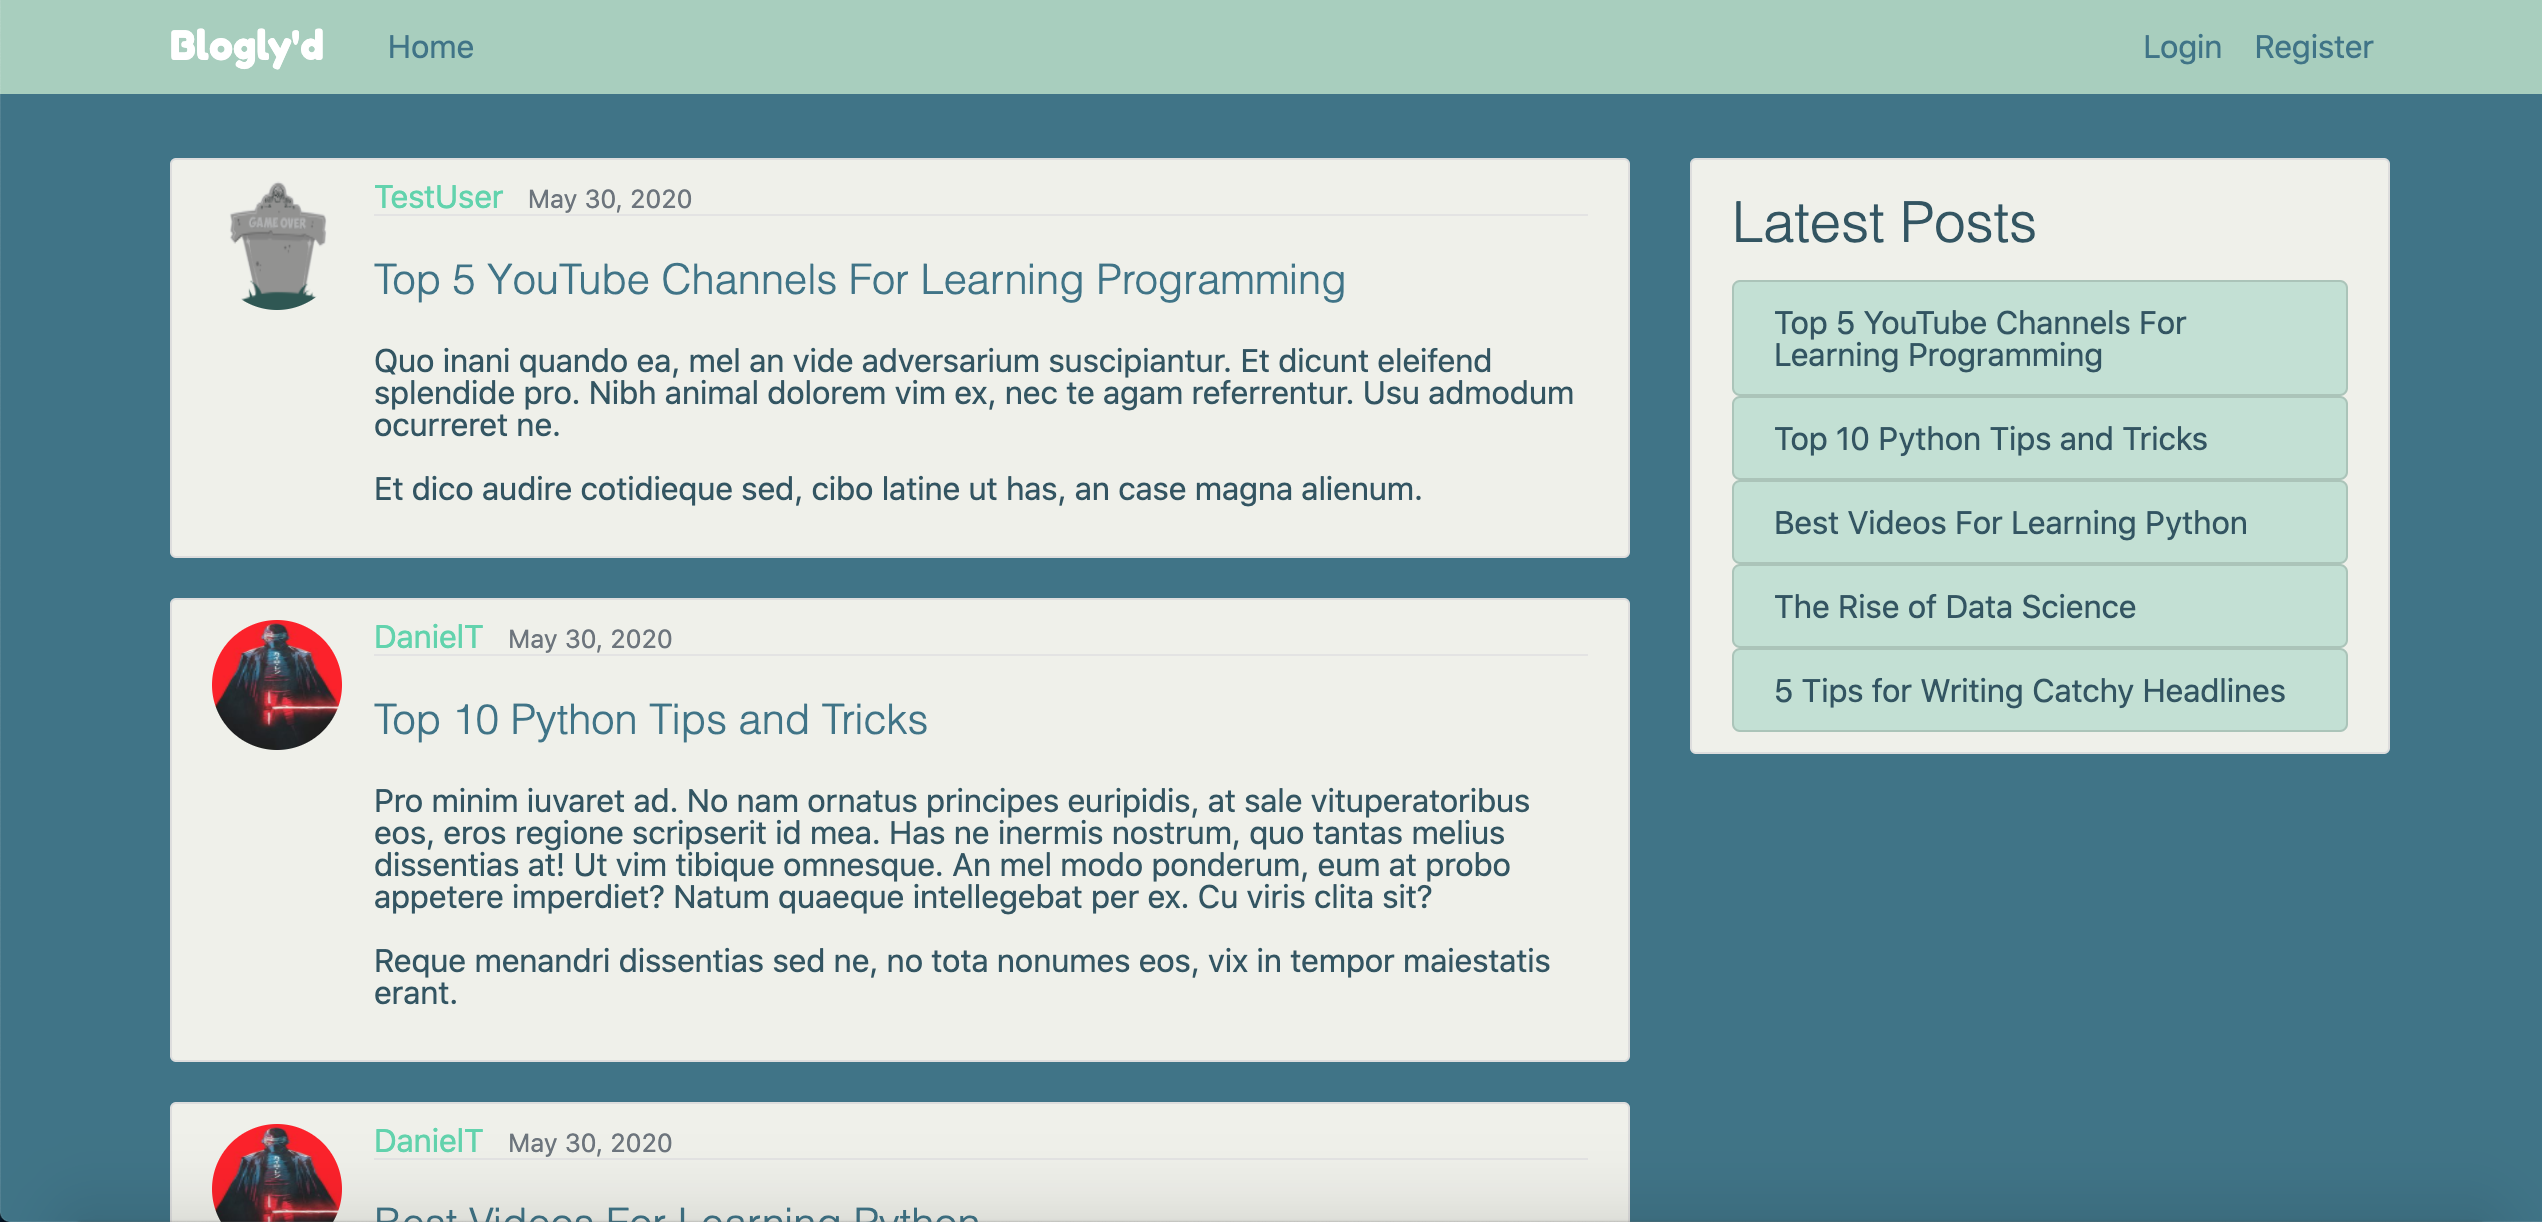 Blogly'd
Home
Login
Register
GAME OVER
TestUser May 30, 2020
Top 5 YouTube Channels For Learning Programming
Quo inani quando ea, mel an vide adversarium suscipiantur. Et dicunt eleifend
splendide pro. Nibh animal dolorem vim ex, nec te agam referrentur. Usu admodum
ocurreret ne.
Et dico audire cotidieque sed, cibo latine ut has, an case magna alienum.
DanielT May 30, 2020
Top 10 Python Tips and Tricks
Pro minim iuvaret ad. No nam ornatus principes euripidis, at sale vituperatoribus
eos, eros regione scripserit id mea. Has ne inermis nostrum, quo tantas melius
dissentias at! Ut vim tibique omnesque. An mel modo ponderum, eum at probo
appetere imperdiet? Natum quaeque intellegebat per ex. Cu viris clita sit?
Reque menandri dissentias sed ne, no tota nonumes eos, vix in tempor maiestatis
erant.
DanielT May 30, 2020
Best Videos For Learning Python
Latest Posts
Top 5 YouTube Channels For
Learning Programming
Top 10 Python Tips and Tricks
Best Videos For Learning Python
The Rise of Data Science
5 Tips for Writing Catchy Headlines